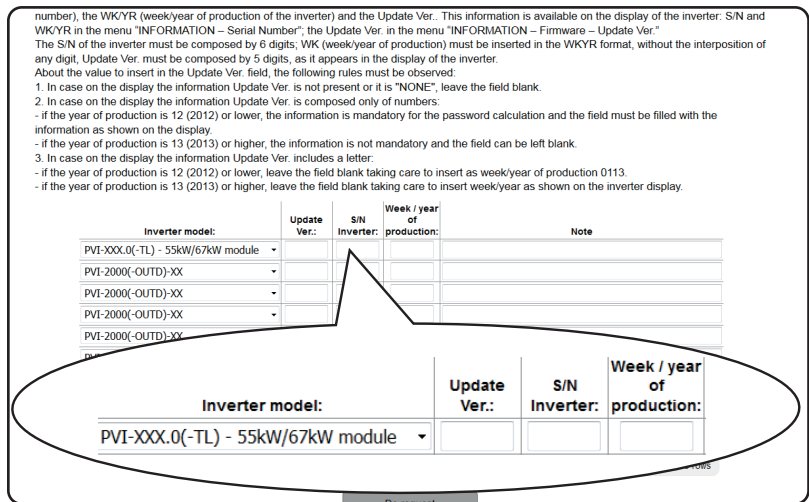 number), the WK/YR (week/year of production of the inverter) and the Update Ver.. This information is available on the display of the inverter: S/N and
WK/YR in the menu "INFORMATION – Serial Number"; the Update Ver. in the menu "INFORMATION – Firmware – Update Ver."
The S/N of the inverter must be composed by 6 digits; WK (week/year of production) must be inserted in the WKYR format, without the interposition of
any digit, Update Ver. must be composed by 5 digits, as it appears in the display of the inverter.
About the value to insert in the Update Ver. field, the following rules must be observed:
1. In case on the display the information Update Ver. is not present or it is "NONE", leave the field blank.
2. In case on the display the information Update Ver. is composed only of numbers:
- if the year of production is 12 (2012) or lower, the information is mandatory for the password calculation and the field must be filled with the
information as shown on the display.
- if the year of production is 13 (2013) or higher, the information is not mandatory and the field can be left blank.
3. In case on the display the information Update Ver. includes a letter:
- if the year of production is 12 (2012) or lower, leave the field blank taking care to insert as week/year of production 0113.
- if the year of production is 13 (2013) or higher, leave the field blank taking care to insert week/year as shown on the inverter display.
Inverter model: Update Ver.: S/N Inverter: Week / year of production: Note
PVI-XXX.0(-TL) - 55kW/67kW module
PVI-2000(-OUTD)-XX
PVI-2000(-OUTD)-XX
PVI-2000(-OUTD)-XX
PVI-2000(-OUTD)-XX
Inverter model: Update Ver.: S/N Inverter: Week / year of production:
PVI-XXX.0(-TL) - 55kW/67kW module
rows